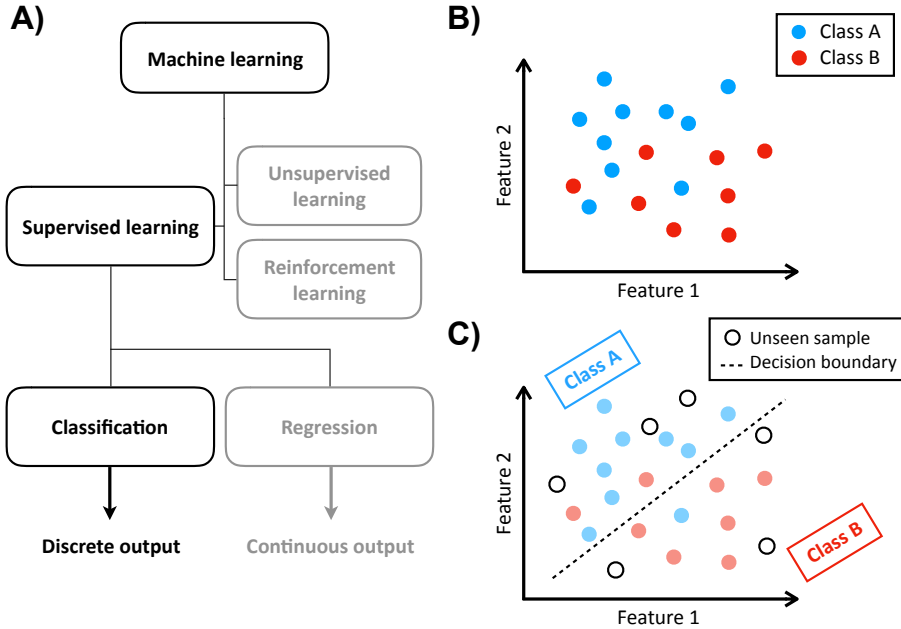 A)
Machine learning
Unsupervised
learning
Supervised learning
Reinforcement
learning
Classification
Regression
Discrete output
Continuous output
B)
Class A
Class B
Feature 2
Feature 1
C)
Unseen sample
Decision boundary
Class A
Feature 2
Class B
Feature 1